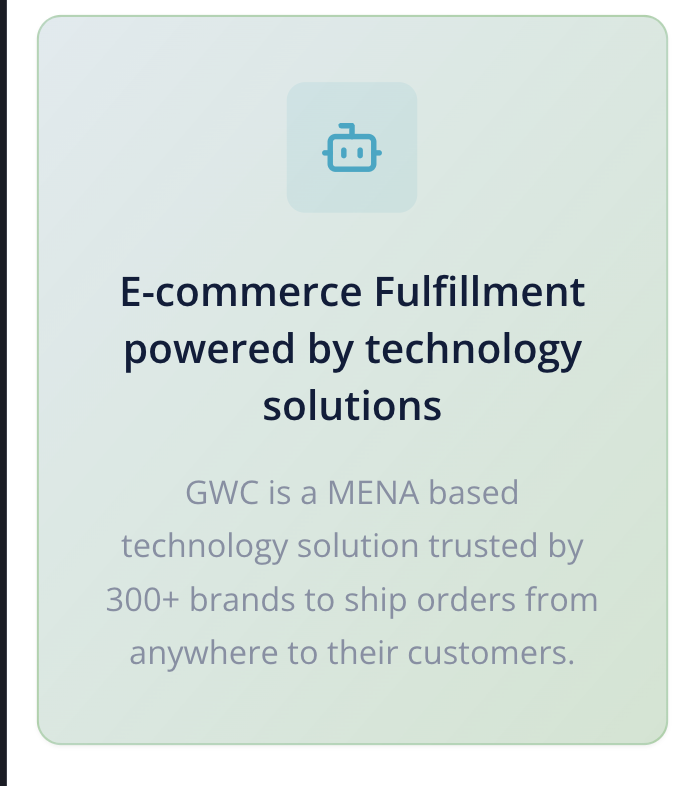 E-commerce Fulfillment
powered by technology
solutions
GWC is a MENA based
technology solution trusted by
300+ brands to ship orders from
anywhere to their customers.